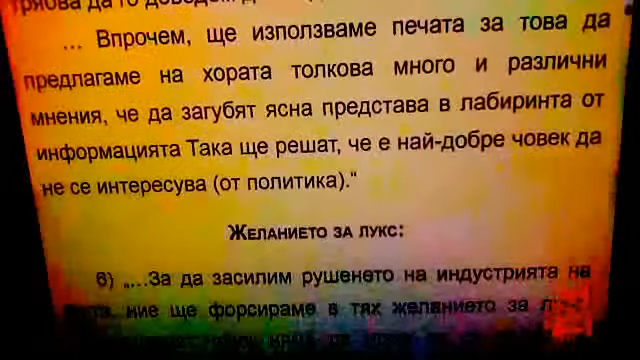 ... Впрочем, ще използваме печата за това да
предлагаме на хората толкова много и различни
мнения, че да загубят ясна представа в лабиринта от
информацията Така ще решат, че е най-добре човек да
не се интересува (от политика)."
Желанието за лукс:
6) „...За да засилим рушенето на индустрията на
ние ще форсираме в тях желанието за